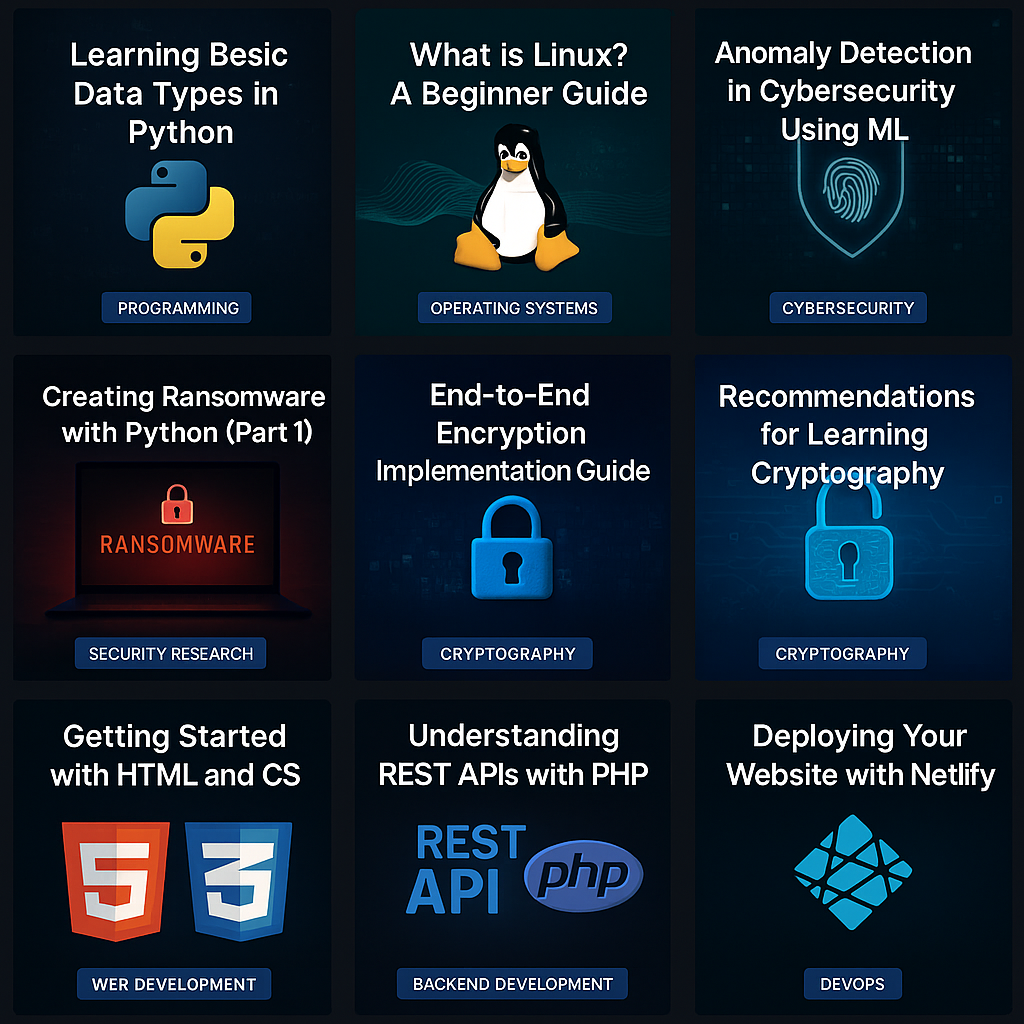 Learning Besic
Data Types in
Python
PROGRAMMING
What is Linux?
A Beginner Guide
OPERATING SYSTEMS
Anomaly Detection
in Cybersecurity
Using ML
CYBERSECURITY
Creating Ransomware
with Python (Part 1)
RANSOMWARE
SECURITY RESEARCH
End-to-End
Encryption
Implementation Guide
CRYPTOGRAPHY
Recommendations
for Learning
Cryptography
CRYPTOGRAPHY
Getting Started
with HTML and CS
5 3
WER DEVELOPMENT
Understanding
REST APIs with PHP
REST
API php
BACKEND DEVELOPMENT
Deploying Your
Website with Netlify
DEVOPS